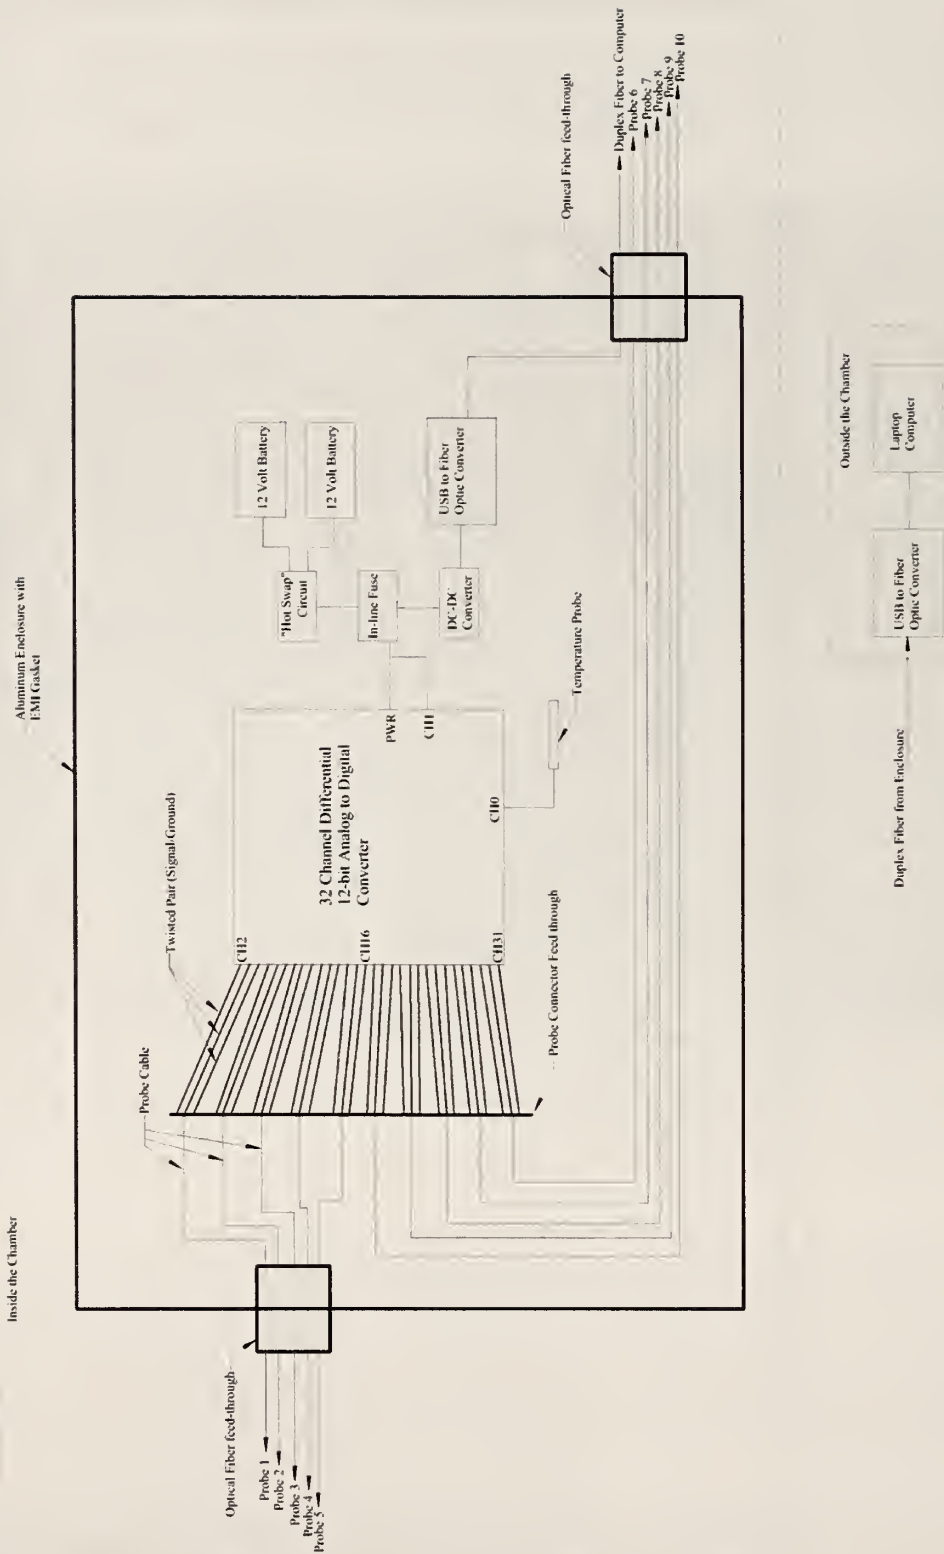 Inside the Chamber
Aluminum Enclosure with
EMI Gasket
Probe Cable
Twisted Pair (Signal/Ground)
Optical Fiber feed-through
Probe 1
Probe 2
Probe 3
Probe 4
Probe 5
CH2
CH16
CH31
32 Channel Differential
12-bit Analog to Digital
Converter
PWR
CH1
CH0
Probe Connector Feed through
Temperature Probe
"Hot Swap"
Circuit
12 Volt Battery
12 Volt Battery
In-line Fuse
DC-DC
Converter
USB to Fiber
Optic Converter
Optical Fiber feed-through
Duplex Fiber to Computer
Probe 6
Probe 7
Probe 8
Probe 9
Probe 10
Outside the Chamber
Duplex Fiber from Enclosure
USB to Fiber
Optic Converter
Laptop
Computer